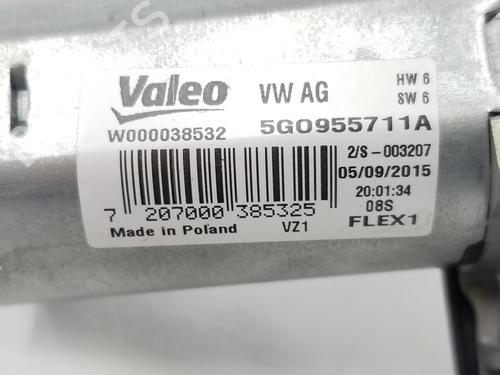 Valeo VW AG HW 6
SW 6
W000038532 5GO955711A
2/S - 003207
05/09/2015
20:01:34
08S
7 207000 385325
Made in Poland VZ1 FLEX1